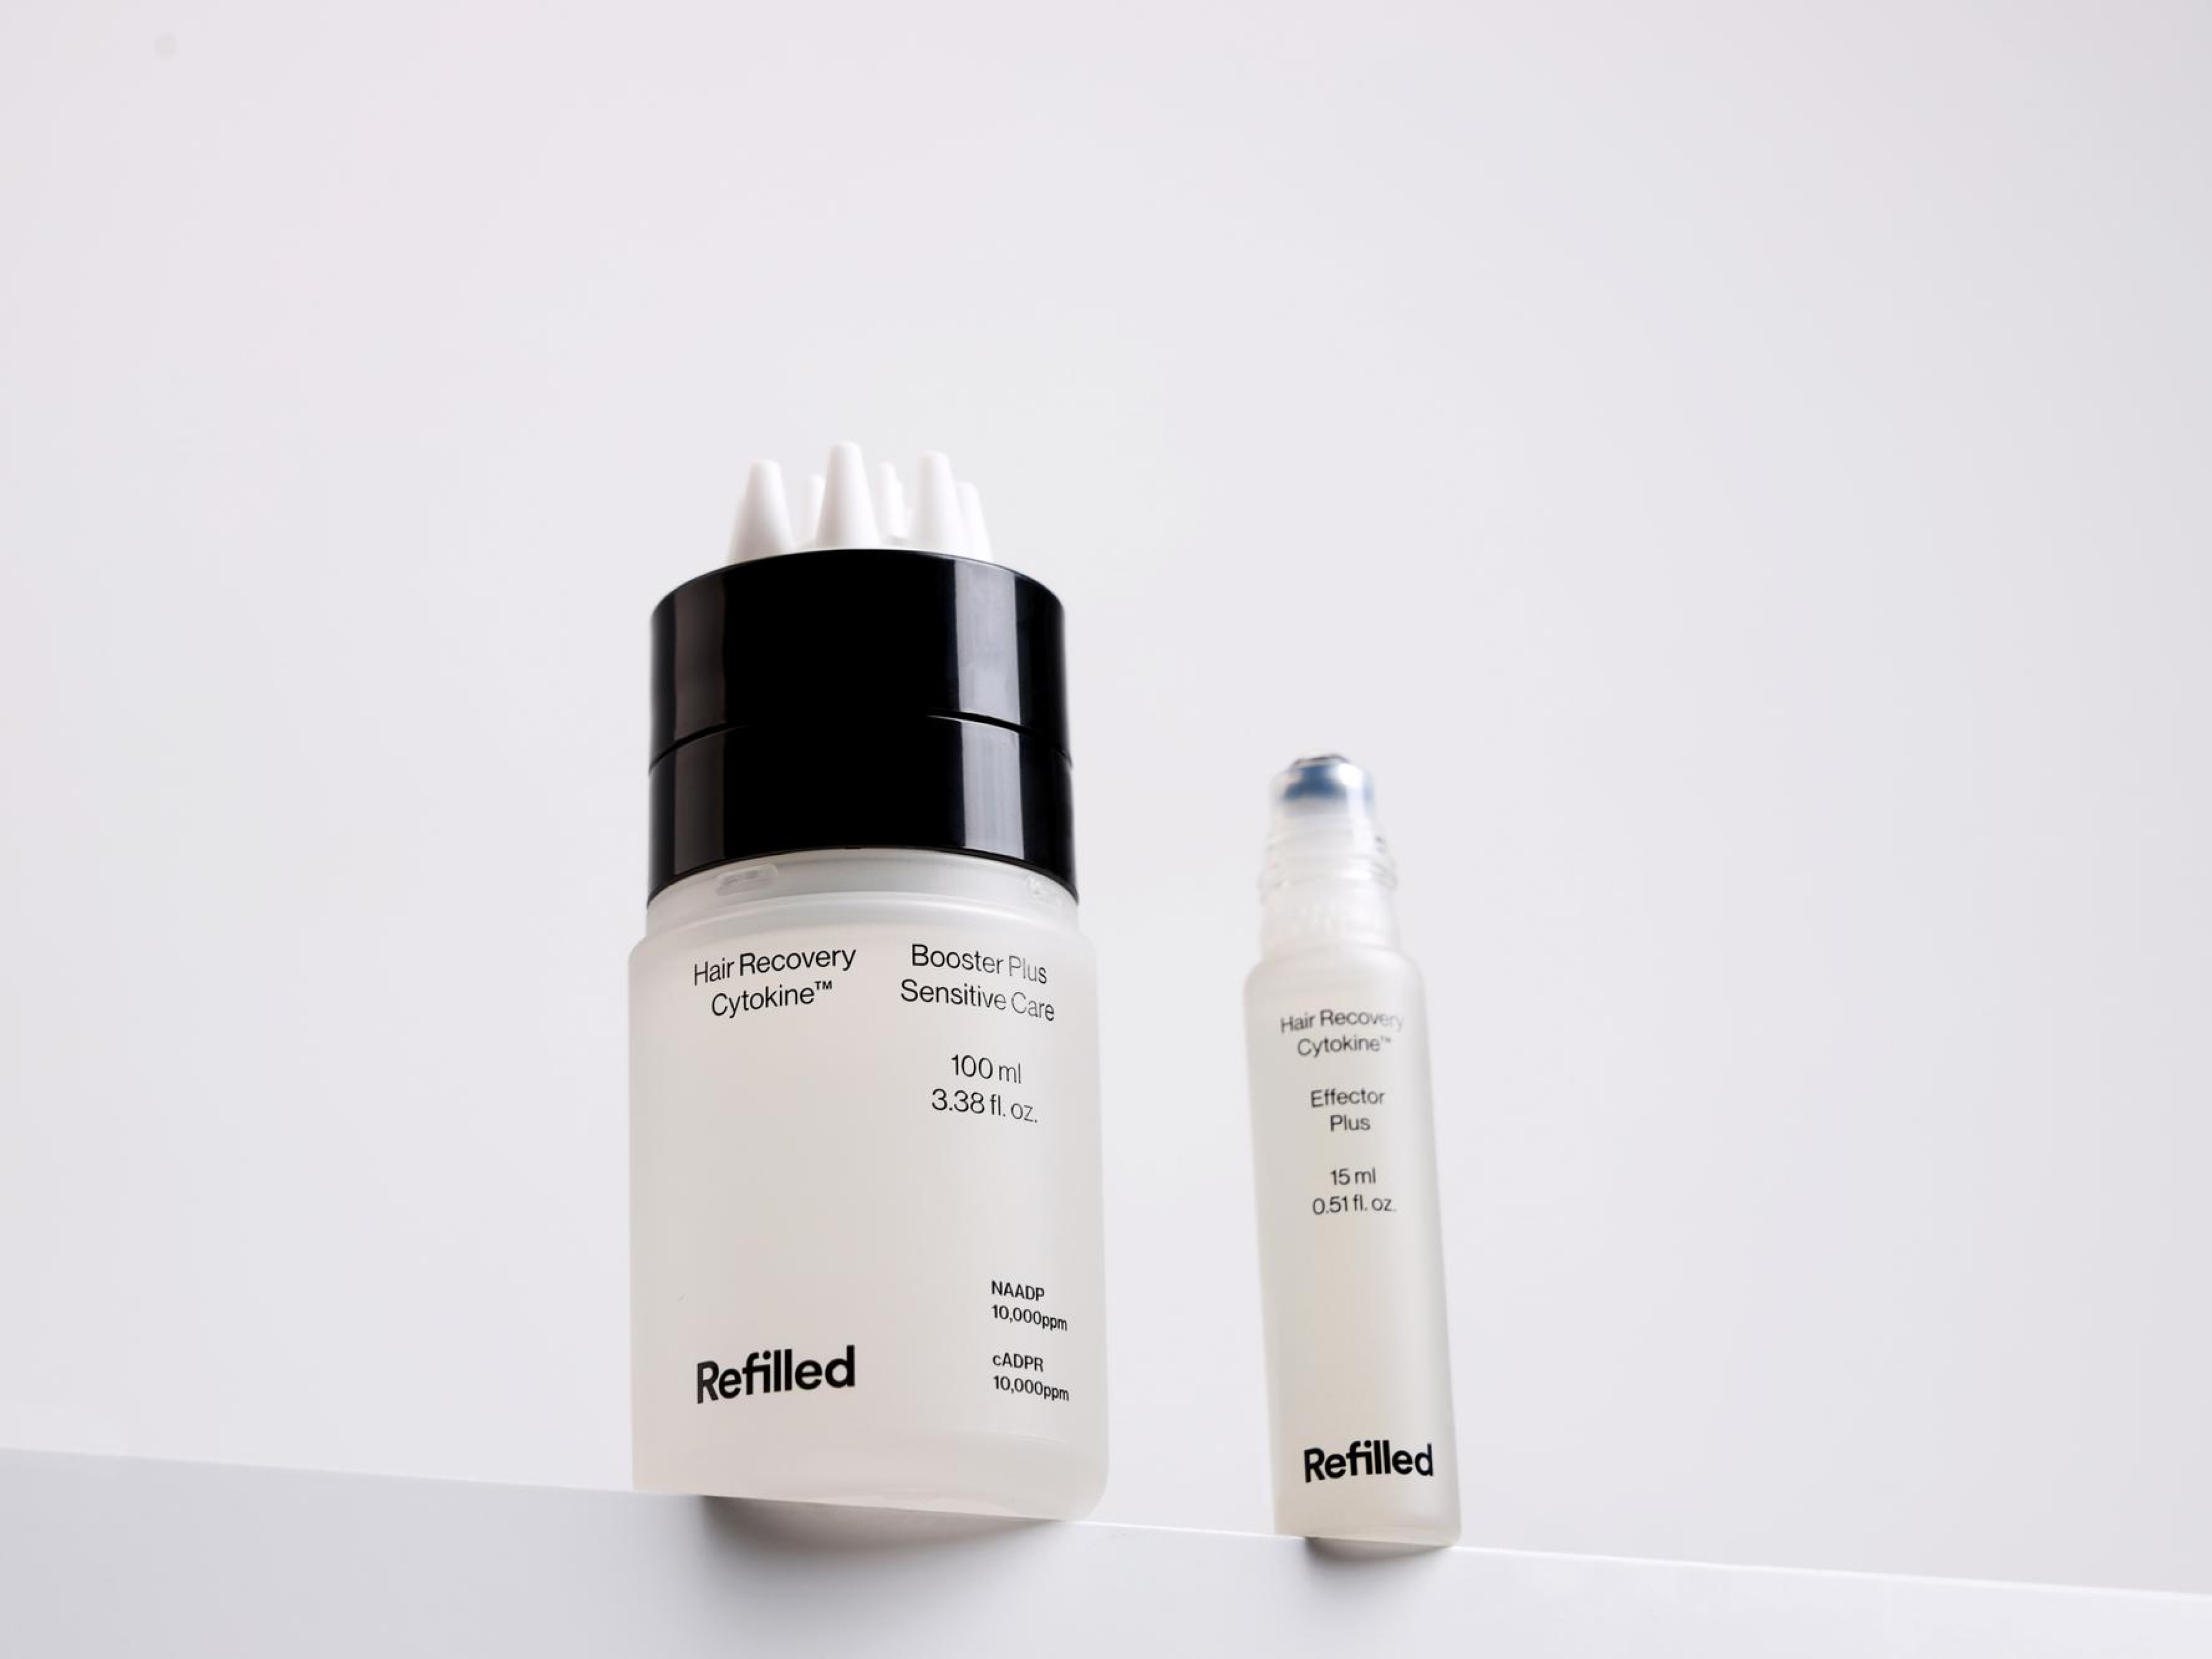 Hair Recovery
Cytokine™
Booster Plus
Sensitive Care
100 ml
3.38 fl. oz.
NAADP
10,000ppm
cADPR
10,000ppm
Refilled
Hair Recovery
Cytokine™
Effector
Plus
15 ml
0.51 fl. oz.
Refilled